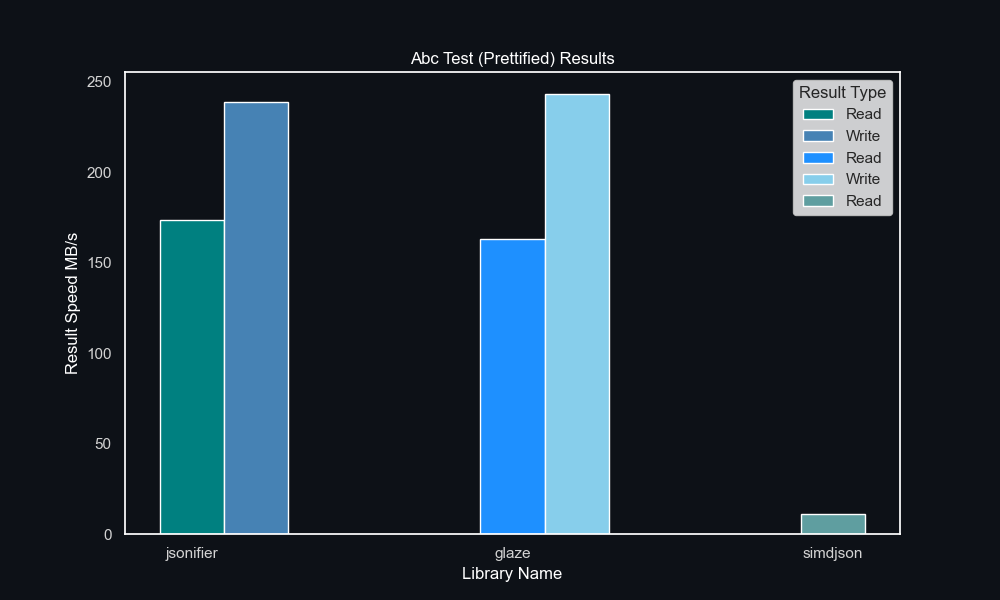 Abc Test (Prettified) Results
Result Speed MB/s
250
200
150
100
50
0
Result Type
Read
Write
Read
Write
Read
jsonifier
glaze
simdjson
Library Name